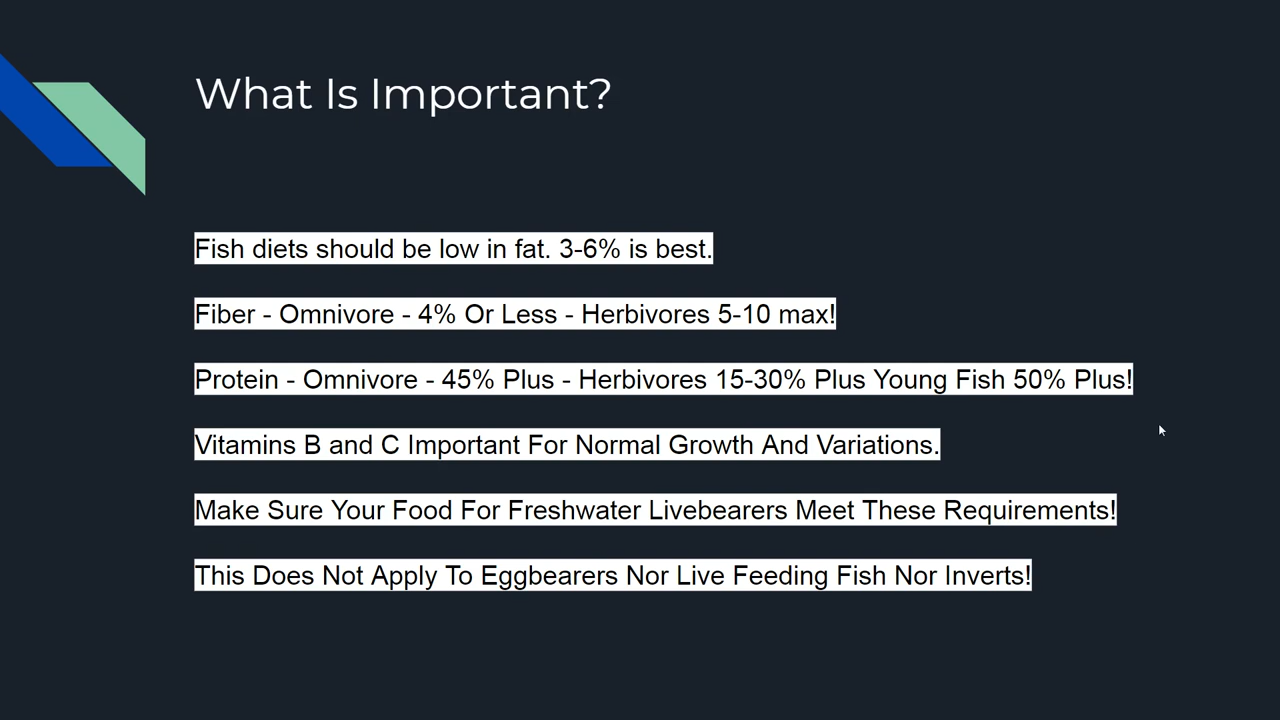 What Is Important?
Fish diets should be low in fat. 3-6% is best.
Fiber - Omnivore - 4% Or Less - Herbivores 5-10 max!
Protein - Omnivore - 45% Plus - Herbivores 15-30% Plus Young Fish 50% Plus!
Vitamins B and C Important For Normal Growth And Variations.
Make Sure Your Food For Freshwater Livebearers Meet These Requirements!
This Does Not Apply To Eggbearers Nor Live Feeding Fish Nor Inverts!